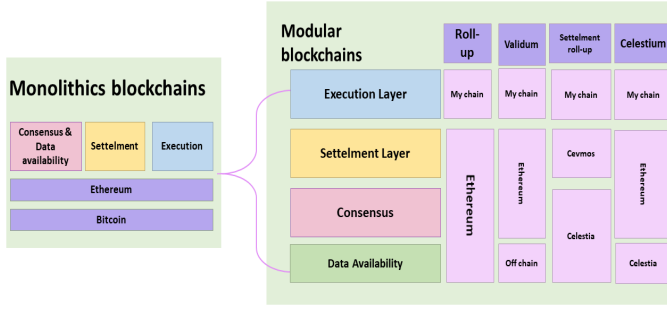 Monolithics blockchains
Consensus &
Data
availability
Settelment
Execution
Ethereum
Bitcoin
Modular
blockchains
Roll-
up
Validum
Settelment
roll-up
Celestium
Execution Layer
My chain
My chain
My chain
My chain
Settelment Layer
Consensus
Data Availability
Ethereum
Ethereum
Off chain
Cevmos
Celestia
Ethereum
Celestia